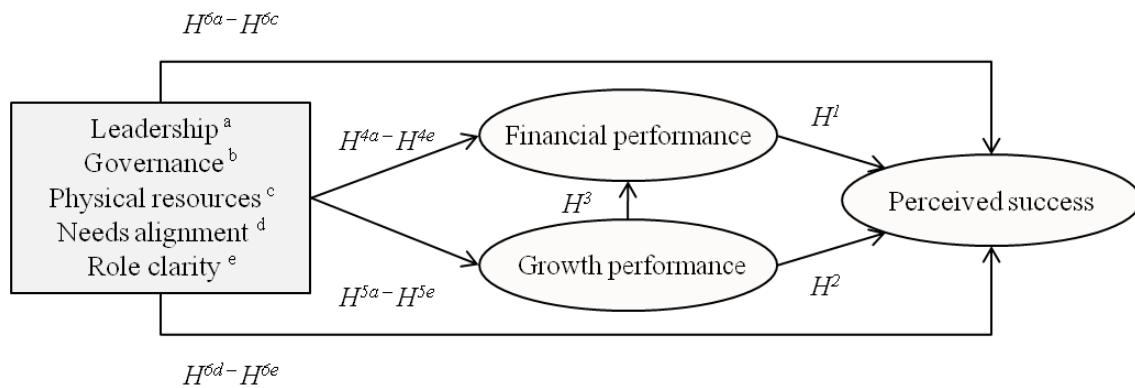 H⁶ᵃ – H⁶ᶜ
Leadership ᵃ
Governance ᵇ
Physical resources ᶜ
Needs alignment ᵈ
Role clarity ᵉ
H⁴ᵃ – H⁴ᵉ
Financial performance
H¹
H³
Perceived success
Growth performance
H⁵ᵃ – H⁵ᵉ
H²
H⁶ᵈ – H⁶ᵉ